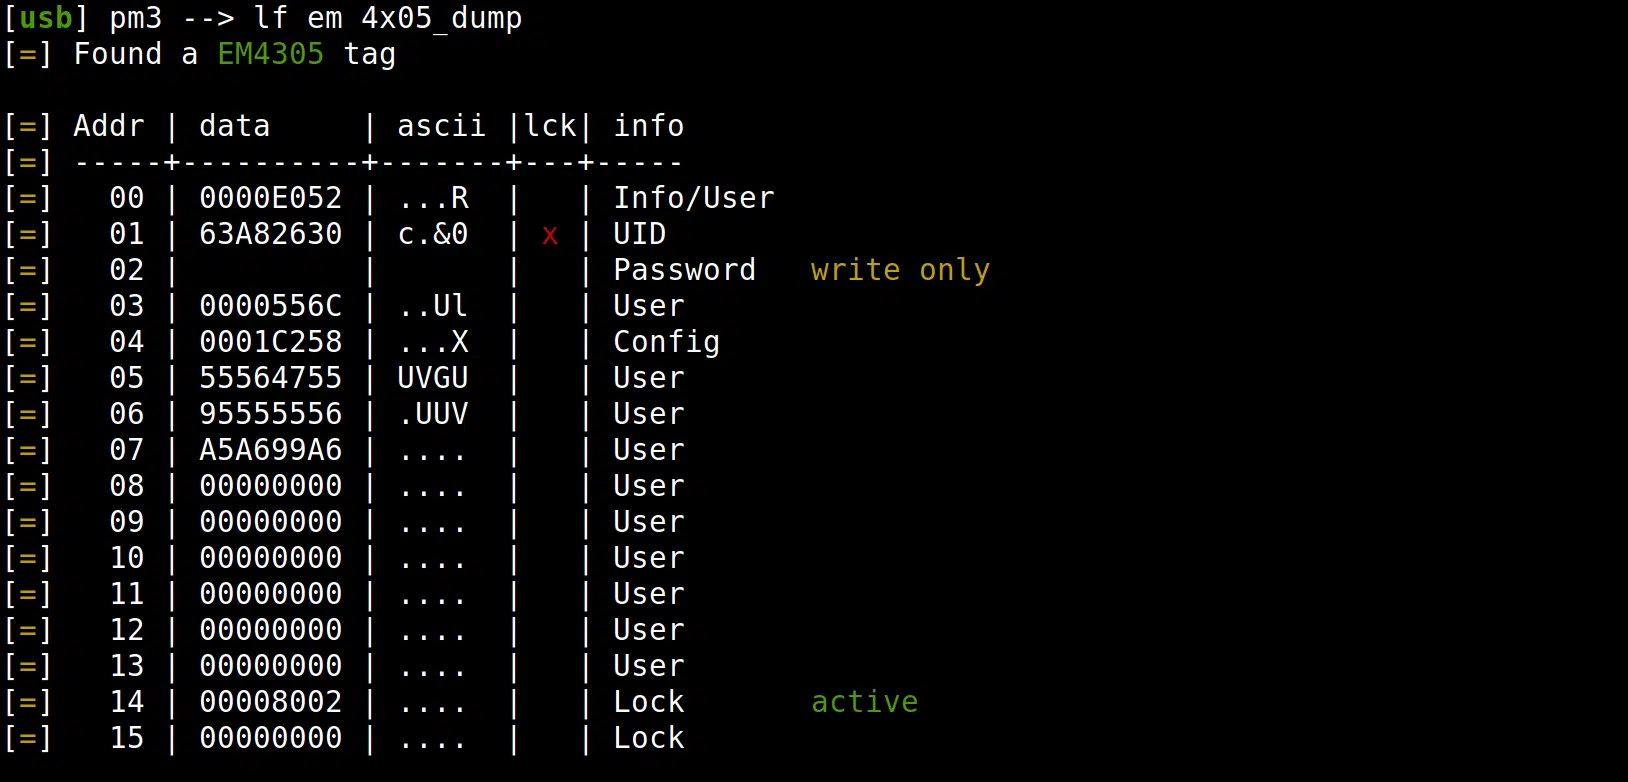 [usb] pm3 --> lf em 4x05_dump
[=] Found a EM4305 tag
[=] Addr | data     | ascii |lck| info
[=] -----+----------+-------+---+-----
[=]   00 | 0000E052 | ...R  |   | Info/User
[=]   01 | 63A82630 | c.&0  | x | UID
[=]   02 |          |       |   | Password   write only
[=]   03 | 0000556C | ..Ul  |   | User
[=]   04 | 0001C258 | ...X  |   | Config
[=]   05 | 55564755 | UVGU  |   | User
[=]   06 | 95555556 | .UUV  |   | User
[=]   07 | A5A699A6 | ....  |   | User
[=]   08 | 00000000 | ....  |   | User
[=]   09 | 00000000 | ....  |   | User
[=]   10 | 00000000 | ....  |   | User
[=]   11 | 00000000 | ....  |   | User
[=]   12 | 00000000 | ....  |   | User
[=]   13 | 00000000 | ....  |   | User
[=]   14 | 00008002 | ....  |   | Lock       active
[=]   15 | 00000000 | ....  |   | Lock